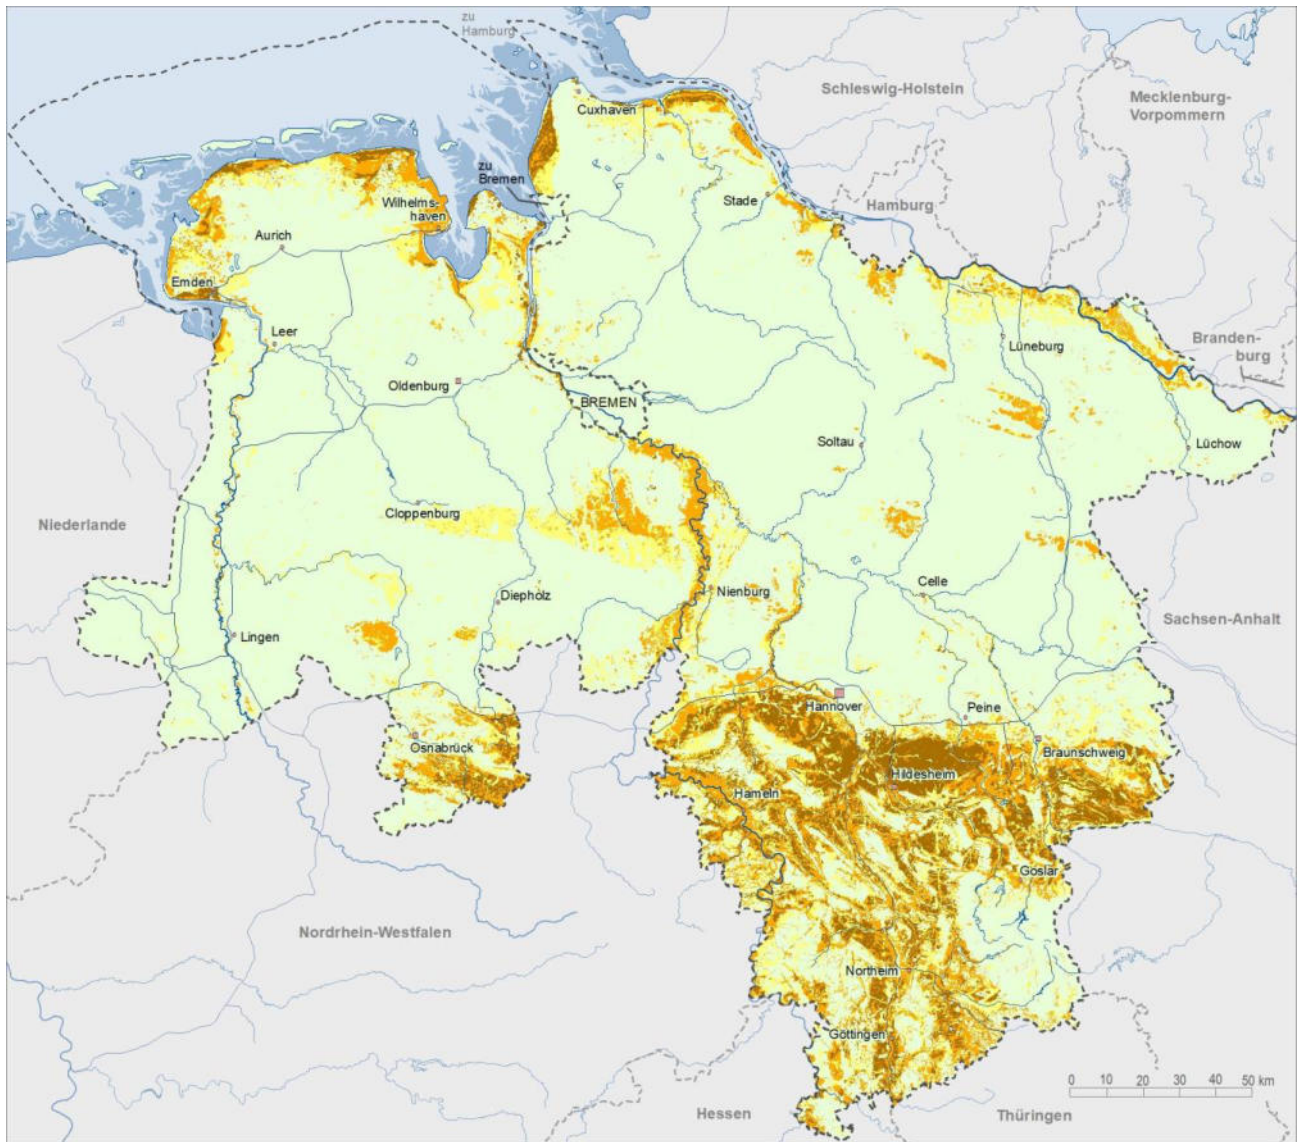 zu
Hamburg
Schleswig-Holstein
Mecklenburg-
Vorpommern
Cuxhaven
zu
Bremen
Wilhelms-
haven
Stade
Hamburg
Aurich
Emden
Leer
Lüneburg
Branden-
burg
Oldenburg
BREMEN
Soltau
Lüchow
Niederlande
Cloppenburg
Celle
Diepholz
Nienburg
Sachsen-Anhalt
Lingen
Hannover
Peine
Osnabrück
Braunschweig
Hildesheim
Hameln
Goslar
Nordrhein-Westfalen
Northeim
Göttingen
0 10 20 30 40 50 km
Hessen
Thüringen